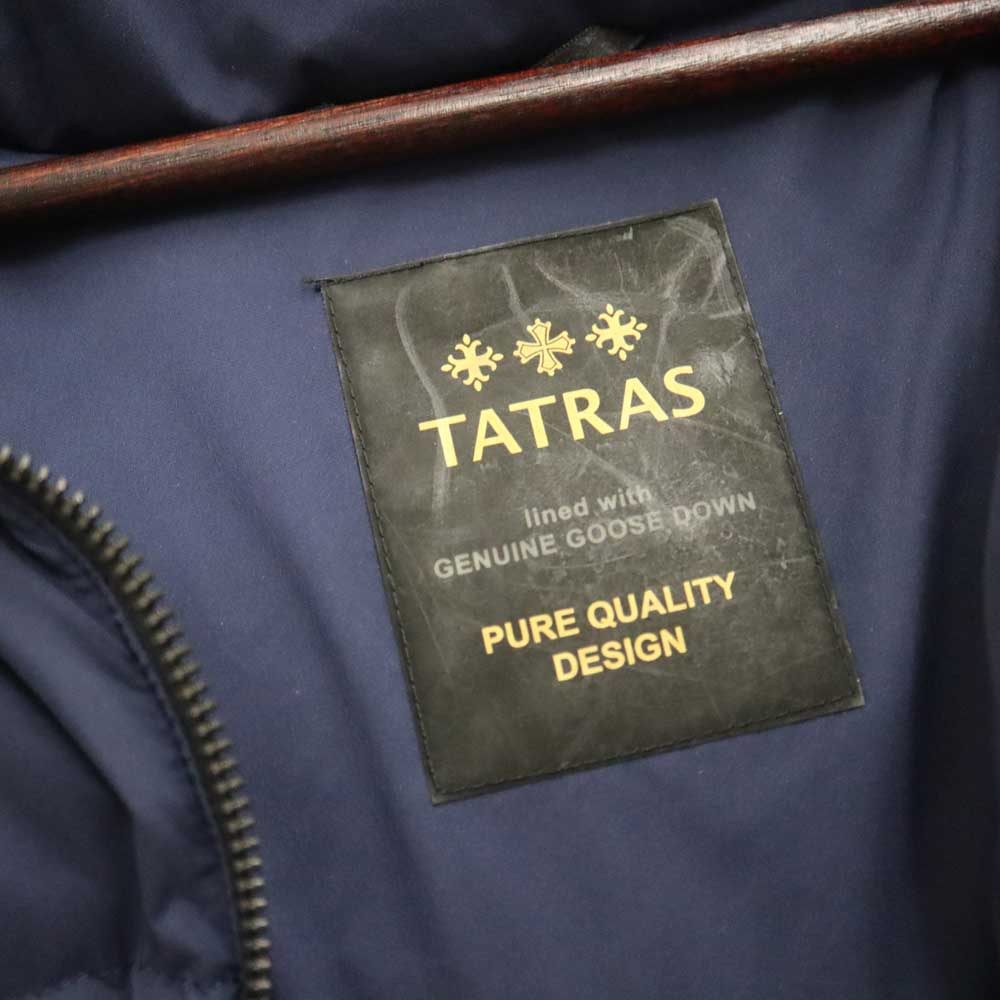 TATRAS
lined with
GENUINE GOOSE DOWN
PURE QUALITY
DESIGN